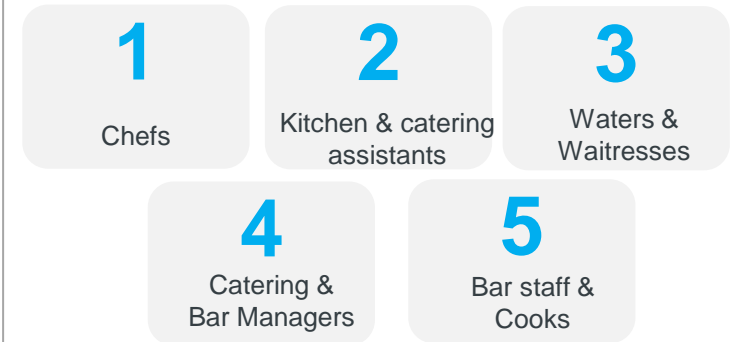 1
Chefs
2
Kitchen & catering
assistants
3
Waters &
Waitresses
4
Catering &
Bar Managers
5
Bar staff &
Cooks